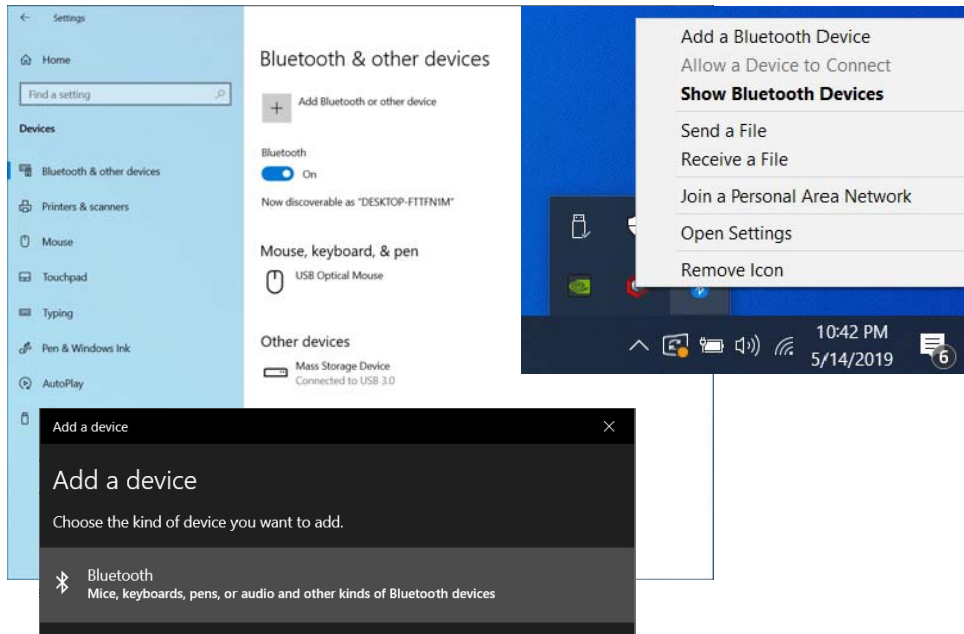 Settings
Home
Find a setting
Devices
Bluetooth & other devices
Printers & scanners
Mouse
Touchpad
Typing
Pen & Windows Ink
AutoPlay
Bluetooth & other devices
Add Bluetooth or other device
Bluetooth
On
Now discoverable as "DESKTOP-FTTFN1M"
Mouse, keyboard, & pen
USB Optical Mouse
Other devices
Mass Storage Device
Connected to USB 3.0
Add a Bluetooth Device
Allow a Device to Connect
Show Bluetooth Devices
Send a File
Receive a File
Join a Personal Area Network
Open Settings
Remove Icon
10:42 PM
5/14/2019
6
Add a device
Add a device
Choose the kind of device you want to add.
Bluetooth
Mice, keyboards, pens, or audio and other kinds of Bluetooth devices